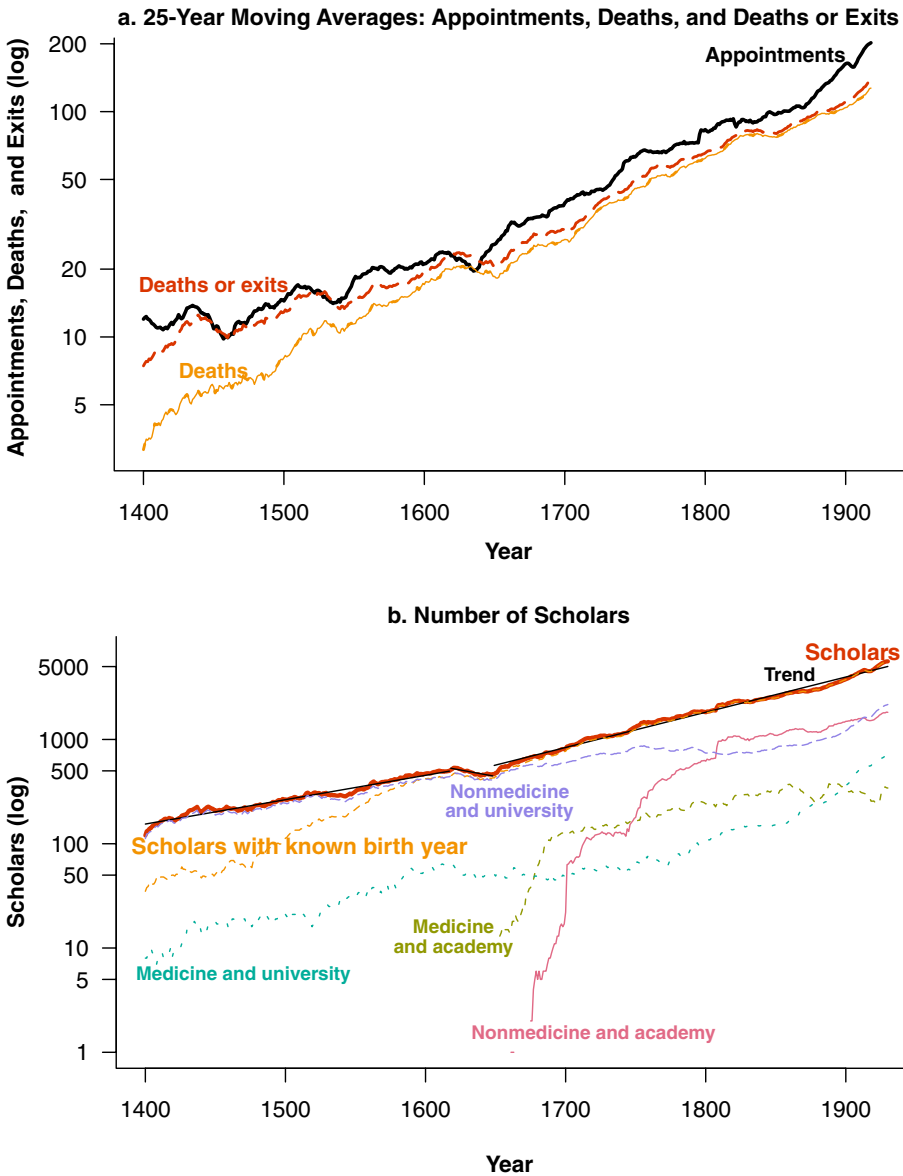 a. 25-Year Moving Averages: Appointments, Deaths, and Deaths or Exits
Appointments, Deaths,  and Exits (log)
200
100
50
20
10
5
Appointments
Deaths or exits
Deaths
1400
1500
1600
1700
1800
1900
Year
b. Number of Scholars
Scholars (log)
5000
1000
500
100
50
10
5
1
Scholars
Trend
Nonmedicine
and university
Scholars with known birth year
Medicine
and academy
Medicine and university
Nonmedicine and academy
1400
1500
1600
1700
1800
1900
Year